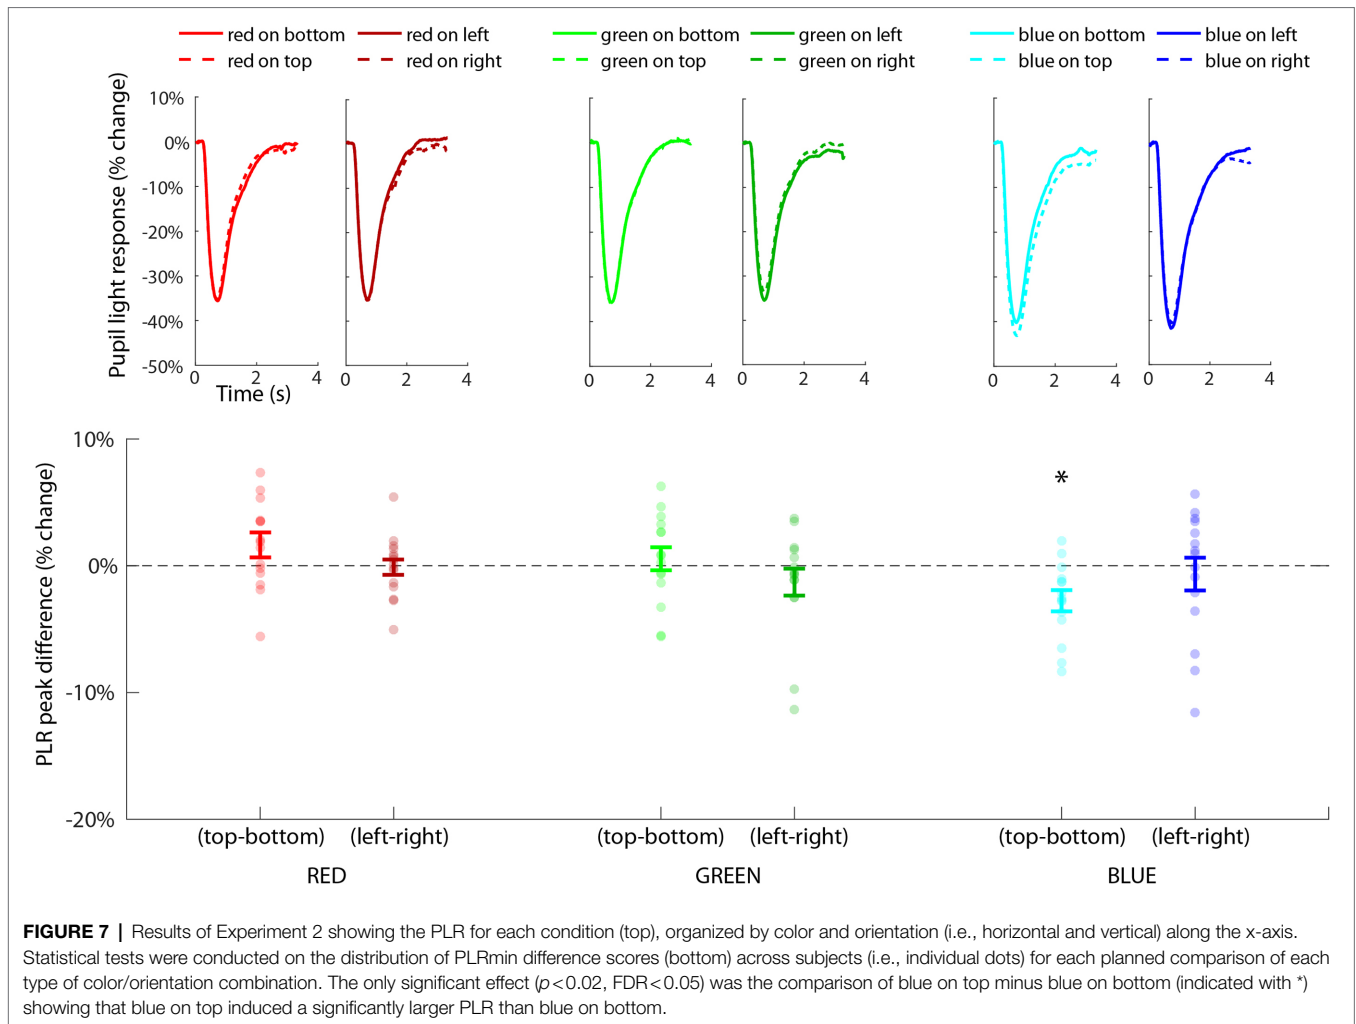 red on bottom red on left green on bottom green on left blue on bottom blue on left
red on top red on right green on top green on right blue on top blue on right
Pupil light response (% change)
10%
0%
-10%
-20%
-30%
-40%
-50%
0 2 4 0 2 4 0 2 4 0 2 4 0 2 4 0 2 4
Time (s)
PLR peak difference (% change)
10%
*
0%
-10%
-20%
(top-bottom) (left-right) (top-bottom) (left-right) (top-bottom) (left-right)
RED GREEN BLUE
FIGURE 7 | Results of Experiment 2 showing the PLR for each condition (top), organized by color and orientation (i.e., horizontal and vertical) along the x-axis.
Statistical tests were conducted on the distribution of PLRmin difference scores (bottom) across subjects (i.e., individual dots) for each planned comparison of each
type of color/orientation combination. The only significant effect (p<0.02, FDR<0.05) was the comparison of blue on top minus blue on bottom (indicated with *)
showing that blue on top induced a significantly larger PLR than blue on bottom.